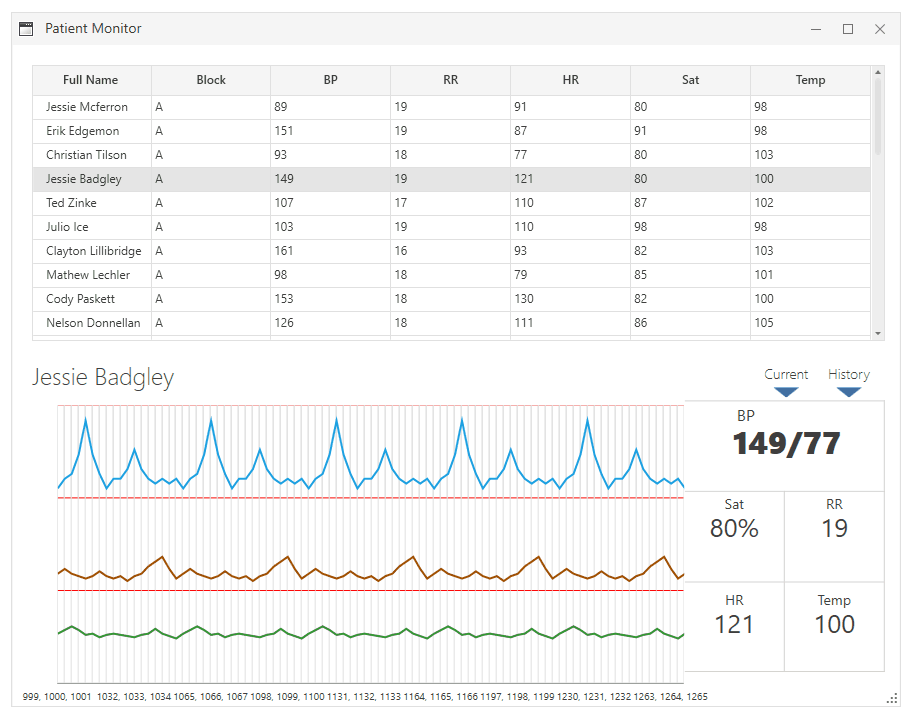 Patient Monitor
Full Name Block BP RR HR Sat Temp
Jessie Mcferron A 89 19 91 80 98
Erik Edgemon A 151 19 87 91 98
Christian Tilson A 93 18 77 80 103
Jessie Badgley A 149 19 121 80 100
Ted Zinke A 107 17 110 87 102
Julio Ice A 103 19 110 98 98
Clayton Lillibridge A 161 16 93 82 103
Mathew Lechler A 98 18 79 85 101
Cody Paskett A 153 18 130 82 100
Nelson Donnellan A 126 18 111 86 105
Jessie Badgley
Current History
BP
149/77
Sat RR
80% 19
HR Temp
121 100
999, 1000, 1001 1032, 1033, 1034 1065, 1066, 1067 1098, 1099, 1100 1131, 1132, 1133 1164, 1165, 1166 1197, 1198, 1199 1230, 1231, 1232 1263, 1264, 1265